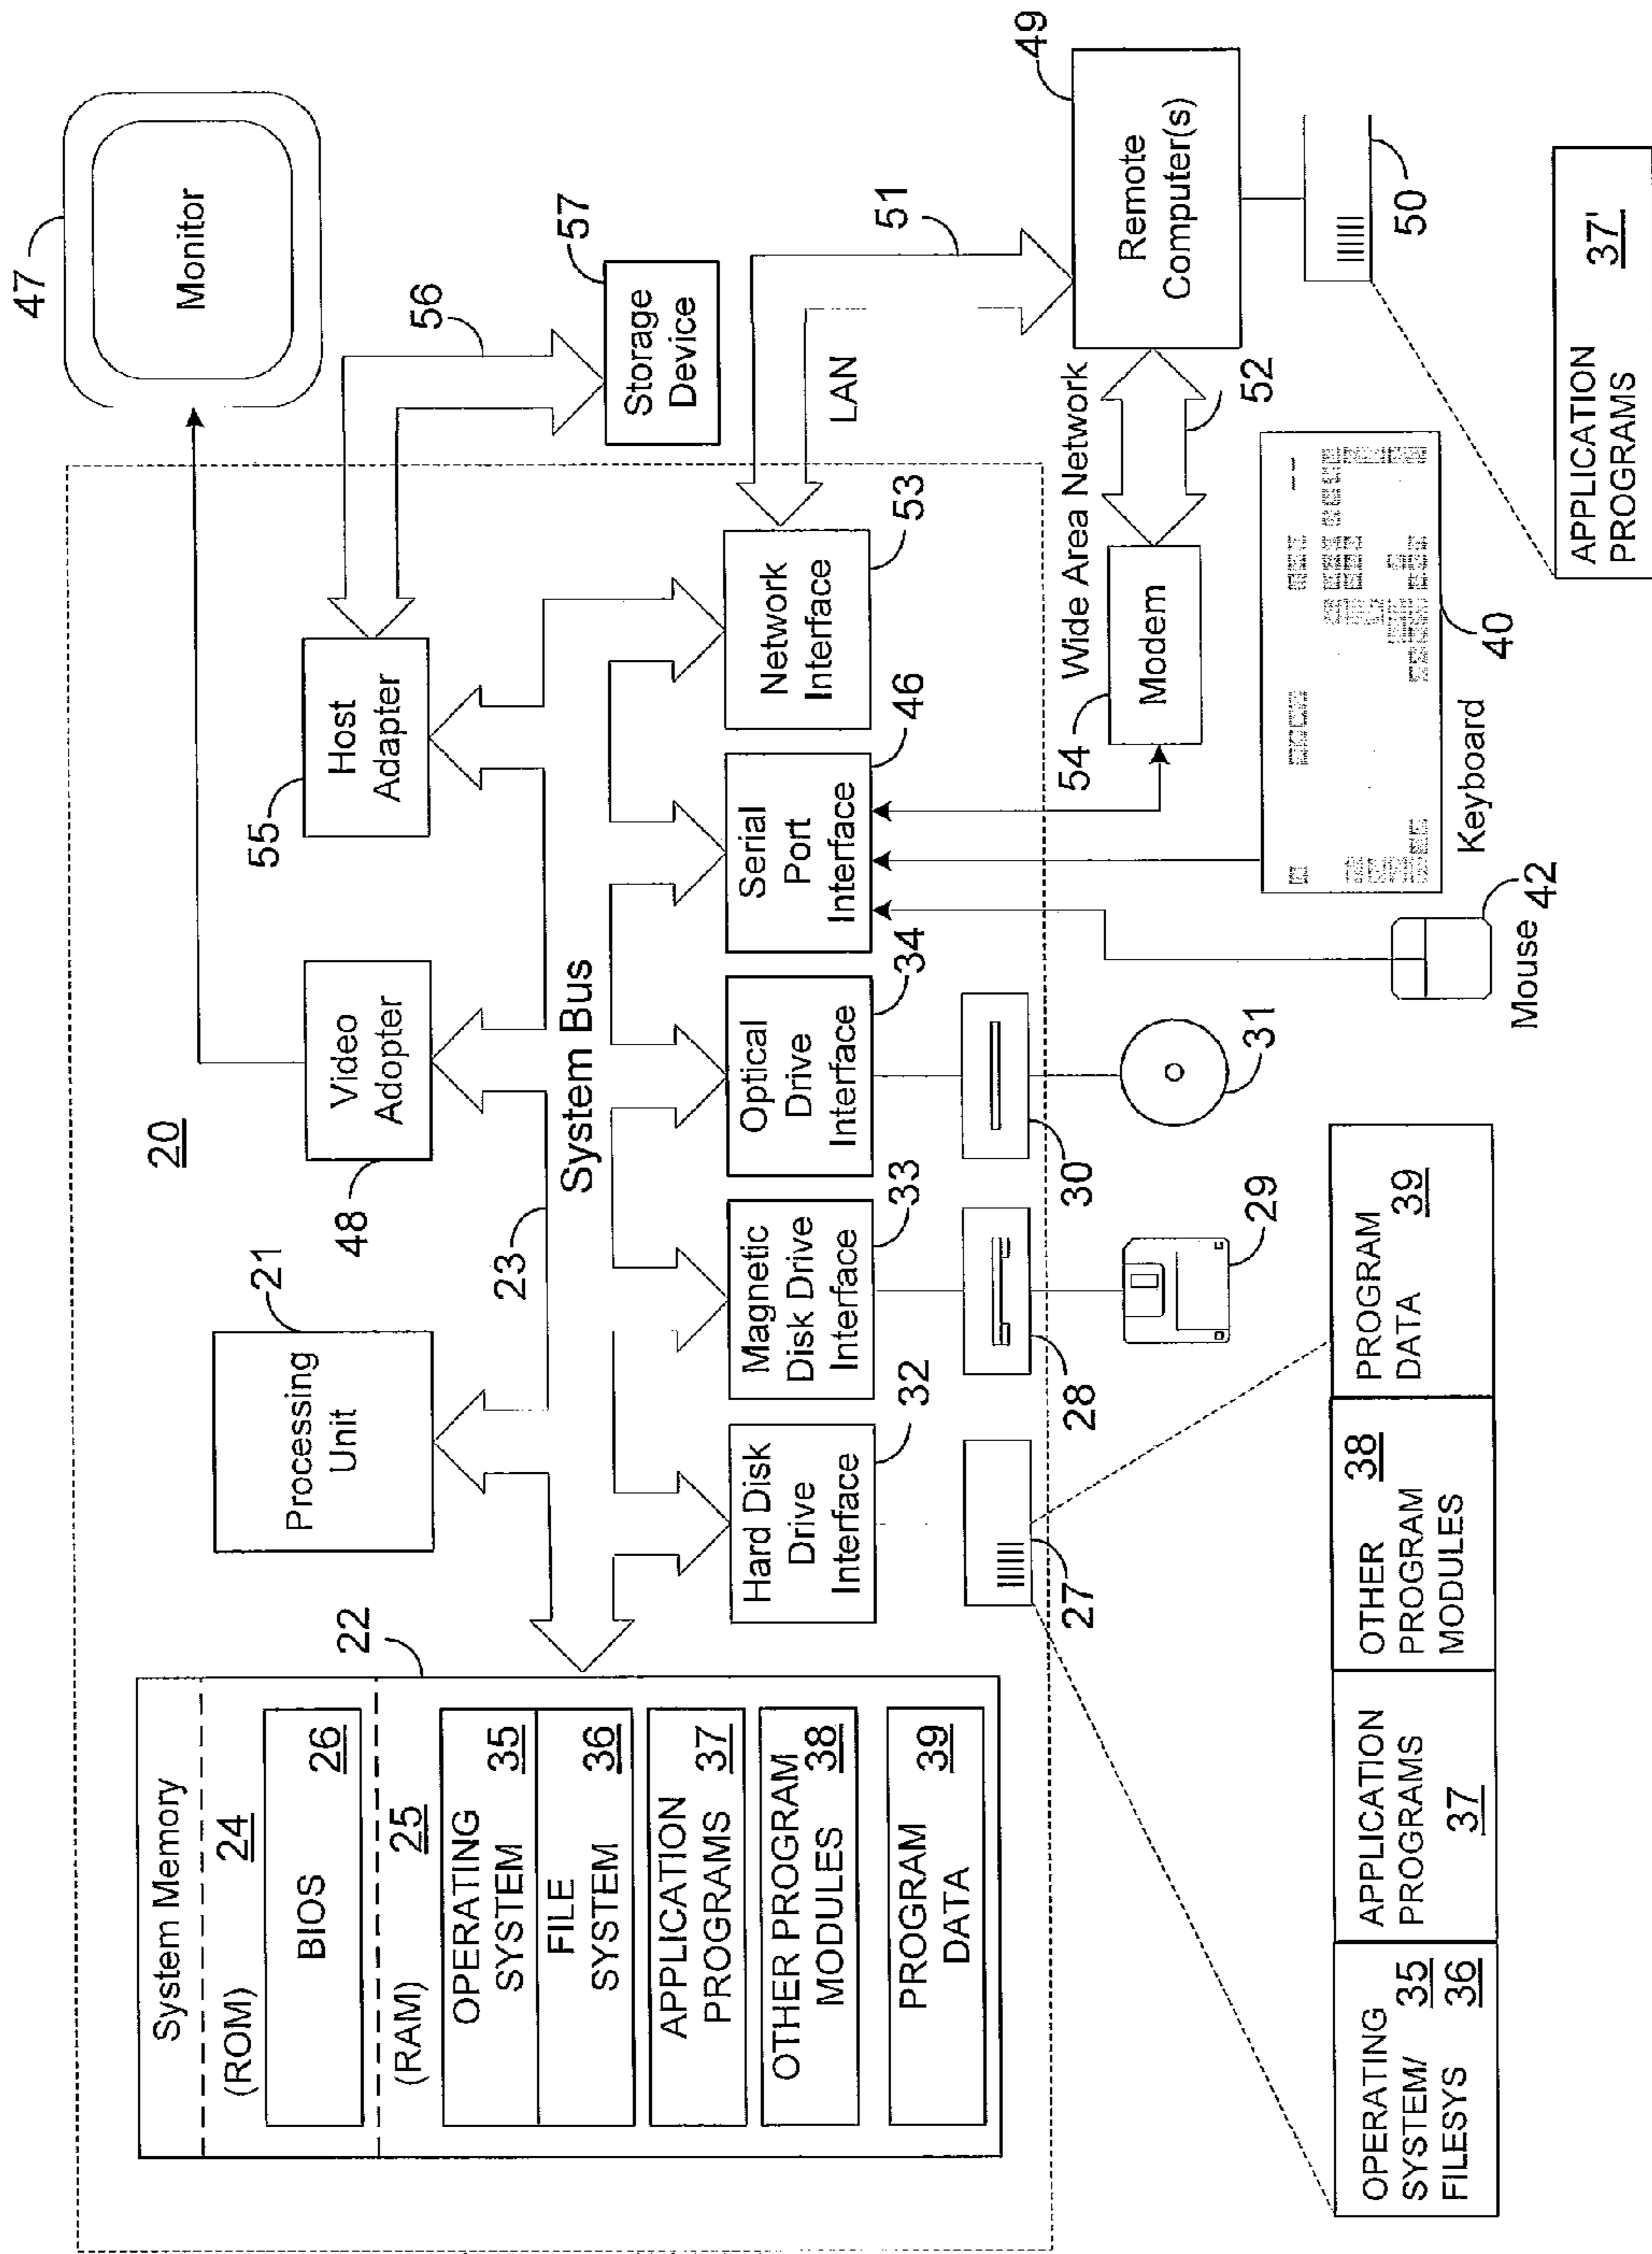 System Memory
(ROM) 24
BIOS 26
(RAM) 25
OPERATING
SYSTEM 35
FILE
SYSTEM 36
APPLICATION
PROGRAMS 37
OTHER PROGRAM
MODULES 38
PROGRAM
DATA 39
22
20
Processing
Unit
21
Video
Adopter
48
Host
Adapter
55
Monitor
47
23
System Bus
56
Storage
Device
57
Hard Disk
Drive
Interface
32
Magnetic
Disk Drive
Interface
33
Optical
Drive
Interface
34
Serial
Port
Interface
46
Network
Interface
53
LAN
51
27
28
30
29
31
54
Modem
Wide Area Network
52
Remote
Computer(s)
49
50
Mouse
42
Keyboard
40
OPERATING
SYSTEM/ 35
FILESYS 36
APPLICATION
PROGRAMS
37
OTHER 38
PROGRAM
MODULES
PROGRAM
DATA
39
APPLICATION
PROGRAMS 37'